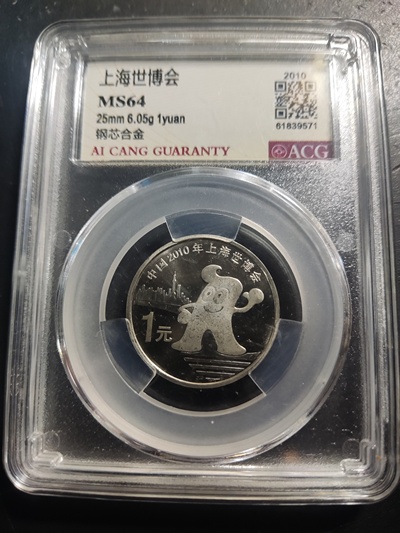 上海世博会
MS64
25mm 6.05g 1yuan
钢芯合金
AI CANG GUARANTY
2010
61839571
ACG
中国2010年上海世博会
1元